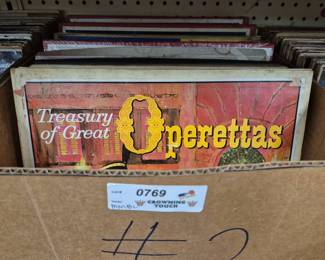 Treasury
of Great
Operettas
0769
CROWNING
TOUCH
# 2